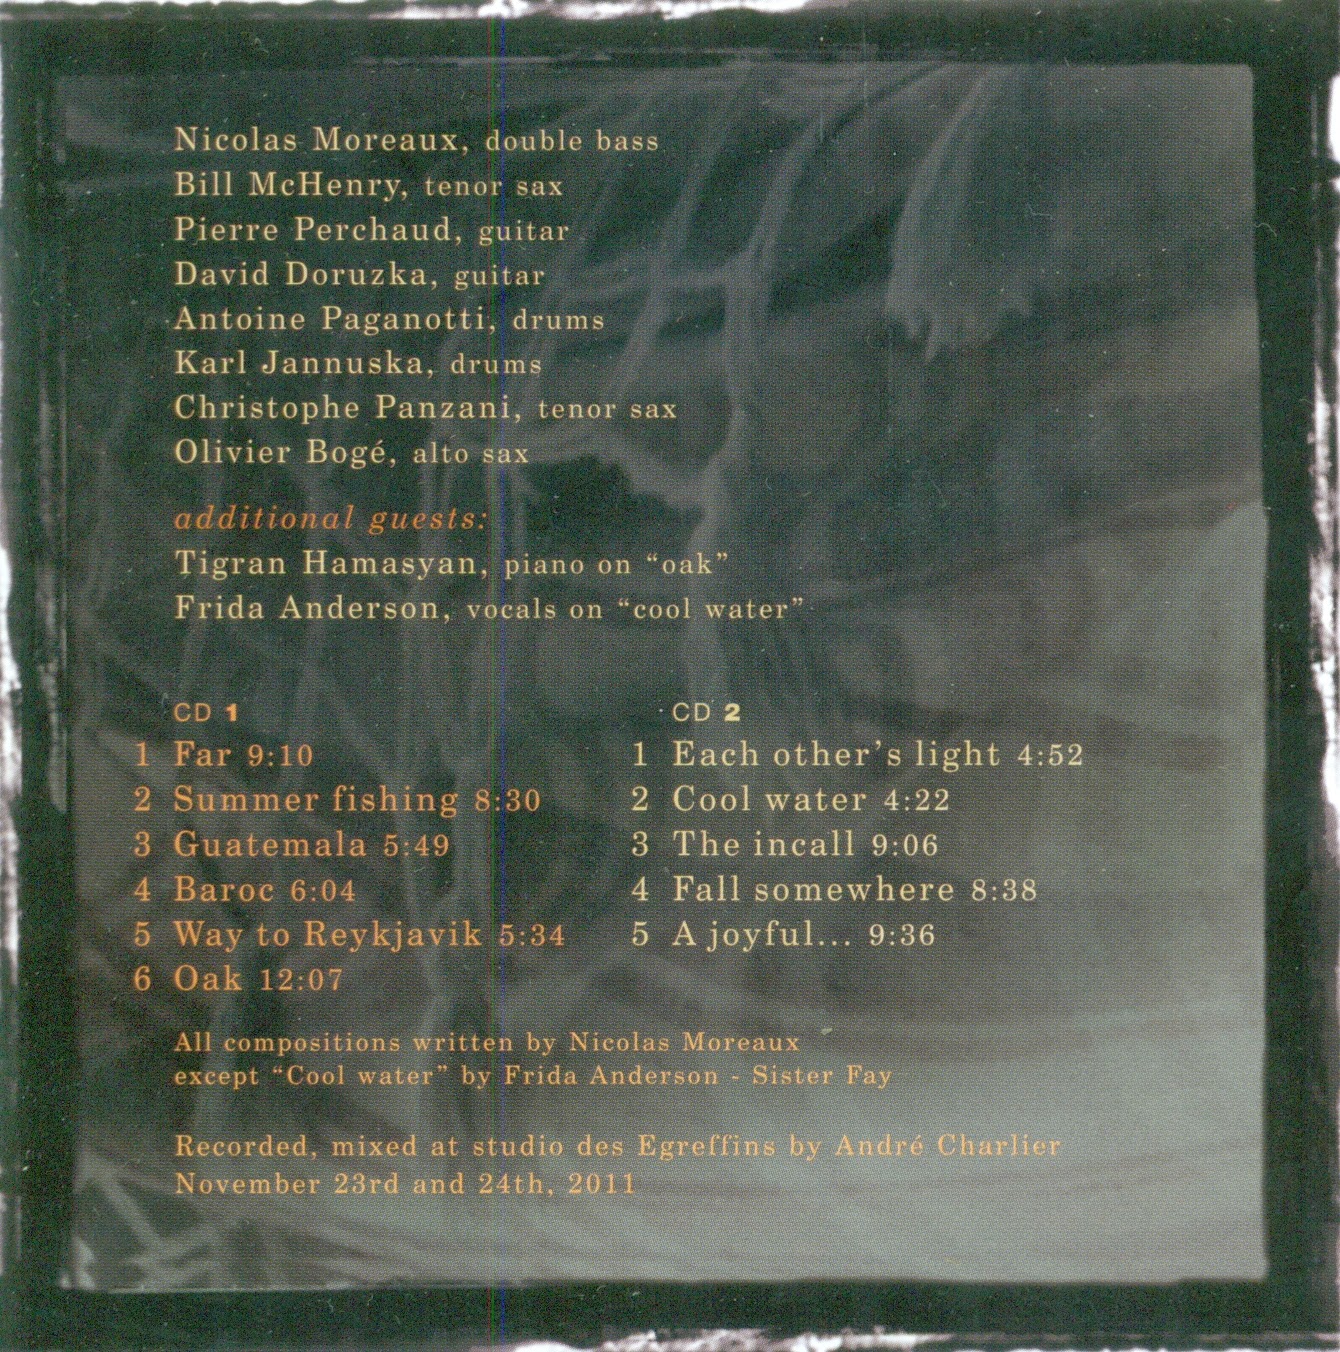 Nicolas Moreaux, double bass
Bill McHenry, tenor sax
Pierre Perchaud, guitar
David Doruzka, guitar
Antoine Paganotti, drums
Karl Jannuska, drums
Christophe Panzani, tenor sax
Olivier Bogé, alto sax
additional guests:
Tigran Hamasyan, piano on “oak”
Frida Anderson, vocals on “cool water”
CD 1
1 Far 9:10
2 Summer fishing 8:30
3 Guatemala 5:49
4 Baroc 6:04
5 Way to Reykjavik 5:34
6 Oak 12:07
CD 2
1 Each other’s light 4:52
2 Cool water 4:22
3 The incall 9:06
4 Fall somewhere 8:38
5 A joyful... 9:36
All compositions written by Nicolas Moreaux
except “Cool water” by Frida Anderson - Sister Fay
Recorded, mixed at studio des Egreffins by André Charlier
November 23rd and 24th, 2011